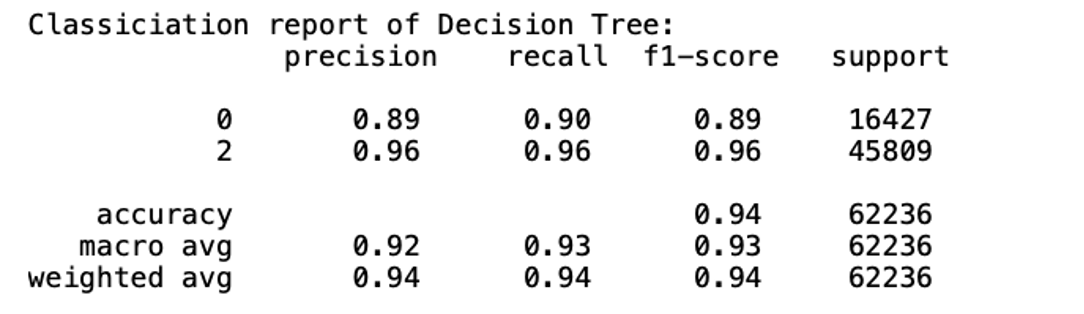 Classiciation report of Decision Tree:
precision recall f1-score support
0 0.89 0.90 0.89 16427
2 0.96 0.96 0.96 45809
accuracy 0.94 62236
macro avg 0.92 0.93 0.93 62236
weighted avg 0.94 0.94 0.94 62236